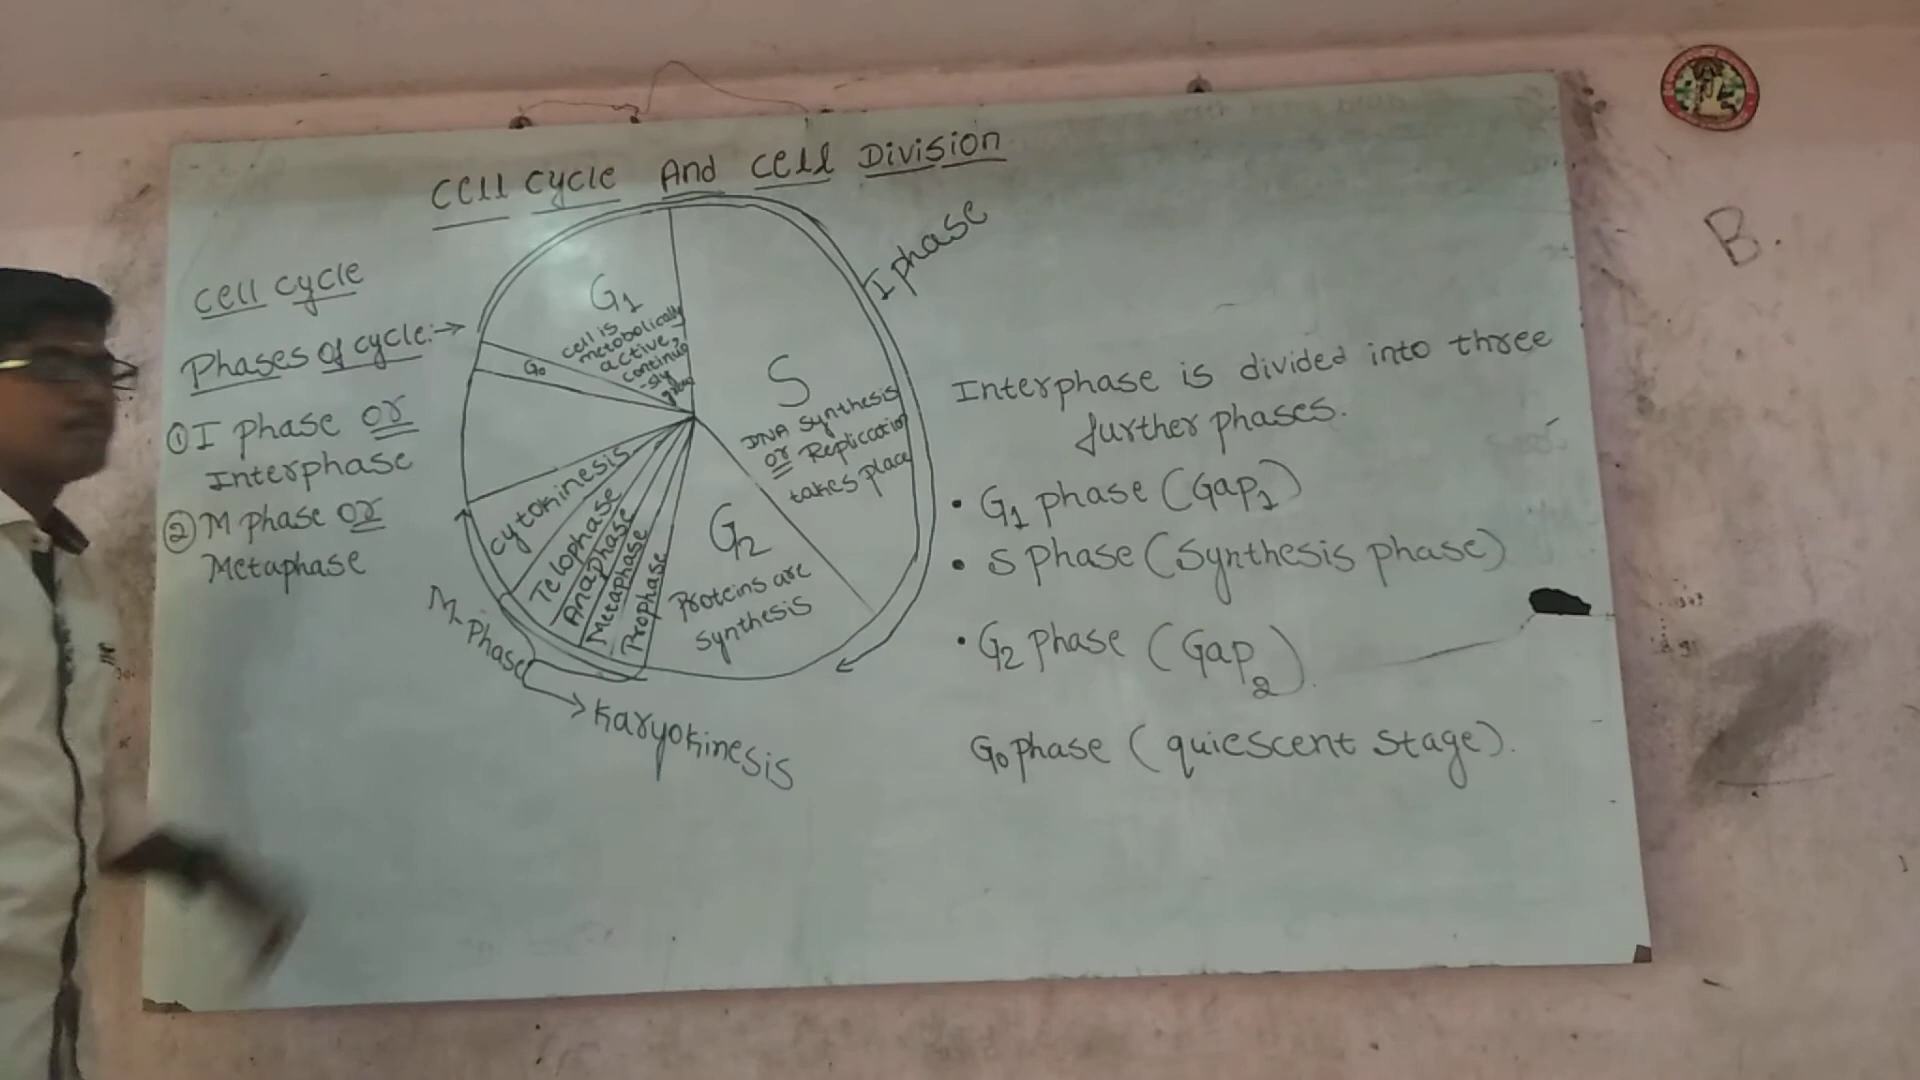 CEll CYclE And CEll Division
CEll CYclE
Phases of cycle:->
① I phase or
Interphase
② M phase or
Metaphase
I phase
G1
cell is
metobolically
active,
continuo
-sly
G0
S
DNA Synthesis
or Replication
takes place
G2
Proteins are
synthesis
Cytokinesis
Telophase
Anaphase
Metaphase
Prophase
M-Phase
Karyokinesis
Interphase is divided into three
further phases.
• G1 phase (Gap1)
• S phase (Synthesis phase)
• G2 phase (Gap2).
G0 phase (quiescent stage).
B.